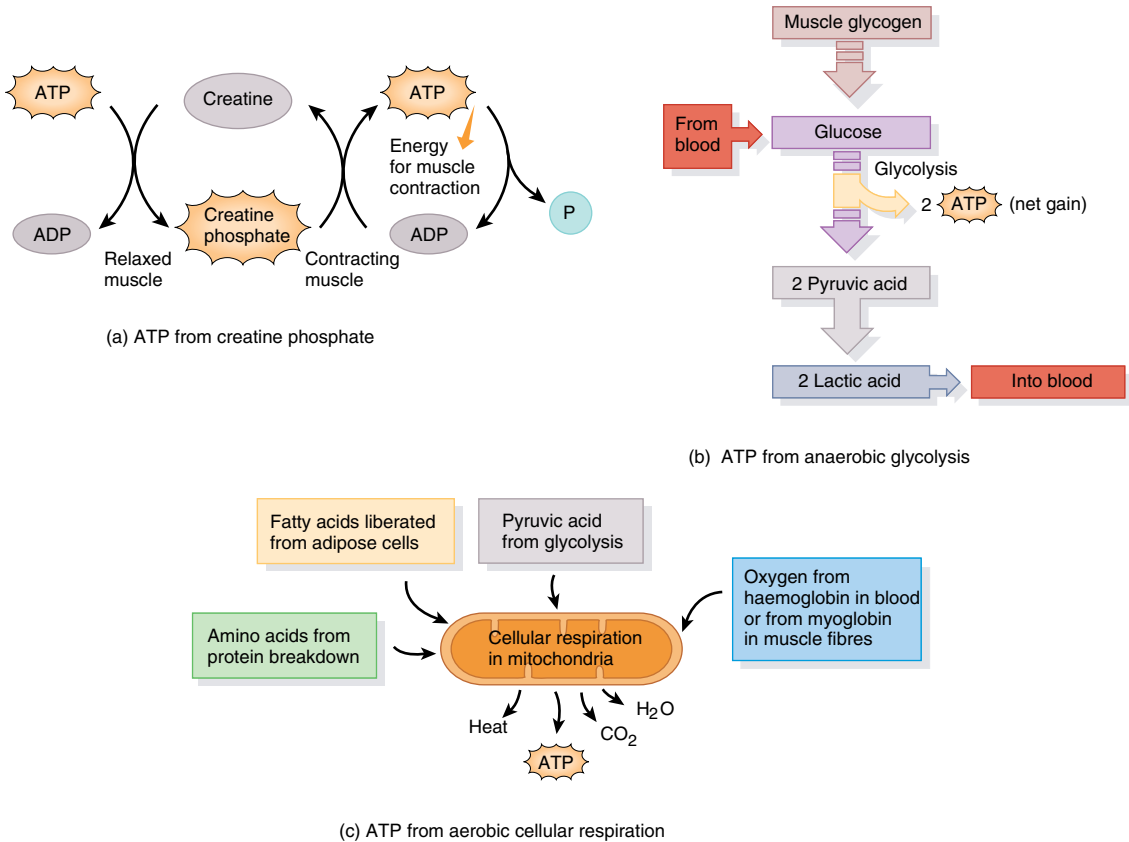 ATP
Creatine
ATP
Energy
for muscle
contraction
P
ADP
Creatine
phosphate
ADP
Relaxed
muscle
Contracting
muscle
(a) ATP from creatine phosphate
Muscle glycogen
From
blood
Glucose
Glycolysis
2 ATP (net gain)
2 Pyruvic acid
2 Lactic acid
Into blood
(b) ATP from anaerobic glycolysis
Fatty acids liberated
from adipose cells
Pyruvic acid
from glycolysis
Oxygen from
haemoglobin in blood
or from myoglobin
in muscle fibres
Amino acids from
protein breakdown
Cellular respiration
in mitochondria
Heat
ATP
CO2
H2O
(c) ATP from aerobic cellular respiration